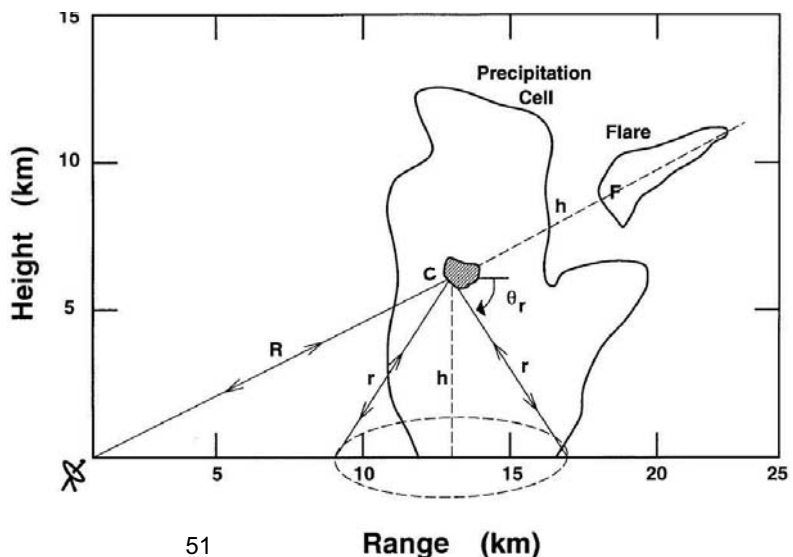 15
Precipitation
Cell
Flare
10
F
h
C
θr
5
R
r
h
r
5
10
15
20
25
Height (km)
51
Range (km)